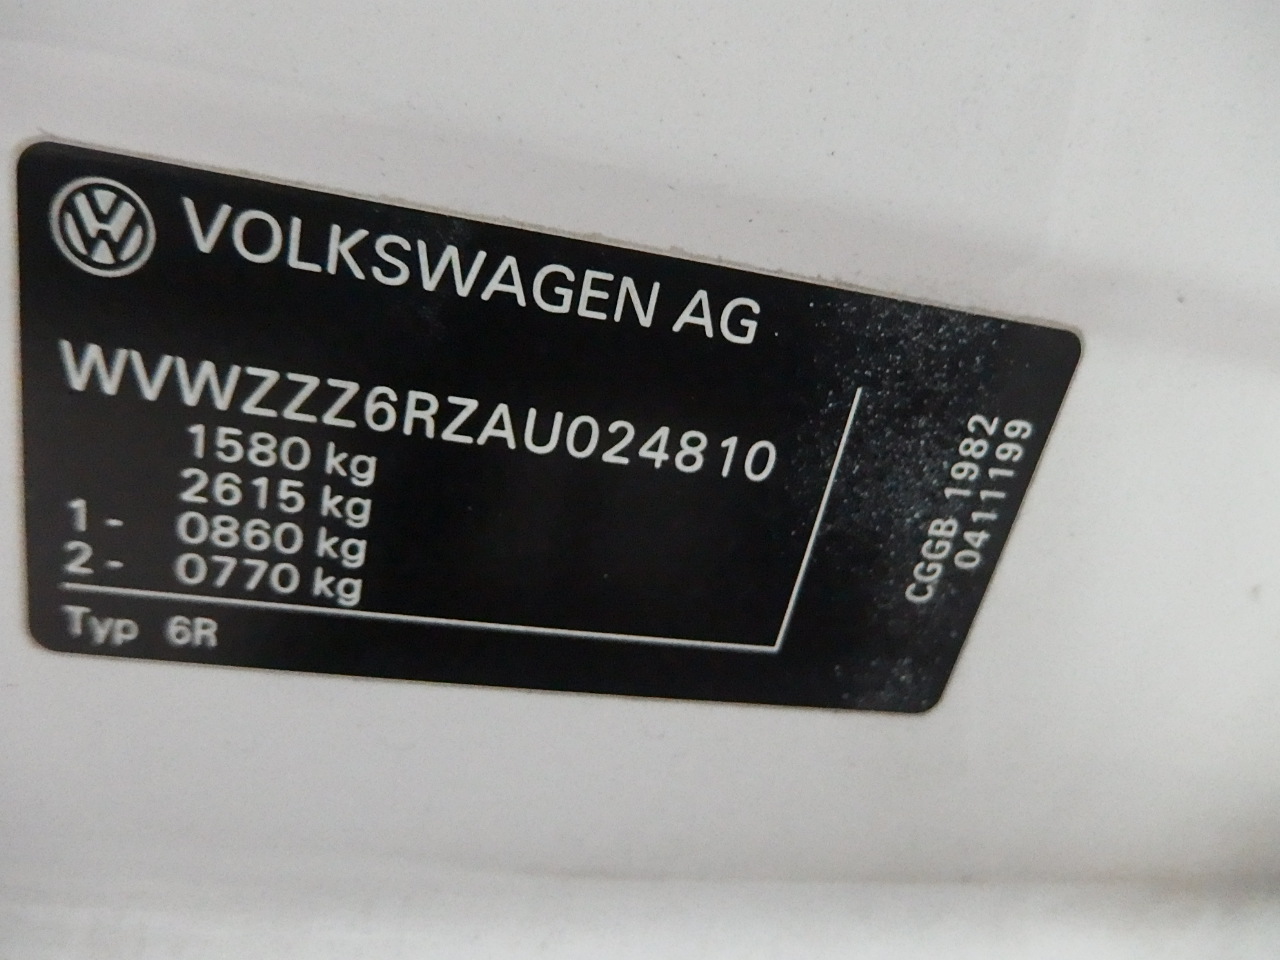 VOLKSWAGEN AG
WVWZZZ6RZAU024810
1580 kg
2615 kg
1- 0860 kg
2- 0770 kg
Typ 6R
CGGB 1982
0411199